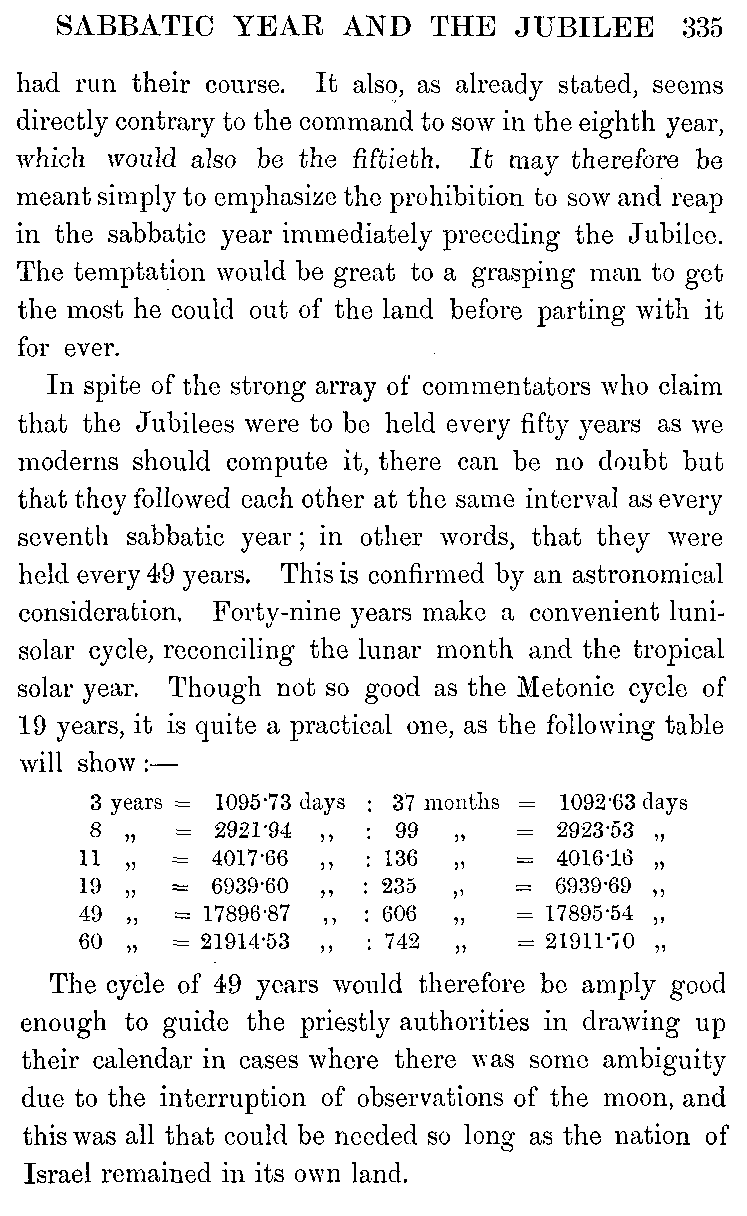 SABBATIC YEAR AND THE JUBILEE 335
had run their course. It also, as already stated, seems
directly contrary to the command to sow in the eighth year,
which would also be the fiftieth. It may therefore be
meant simply to emphasize the prohibition to sow and reap
in the sabbatic year immediately preceding the Jubilee.
The temptation would be great to a grasping man to get
the most he could out of the land before parting with it
for ever.
In spite of the strong array of commentators who claim
that the Jubilees were to be held every fifty years as we
moderns should compute it, there can be no doubt but
that they followed each other at the same interval as every
seventh sabbatic year; in other words, that they were
held every 49 years. This is confirmed by an astronomical
consideration. Forty-nine years make a convenient luni-
solar cycle, reconciling the lunar month and the tropical
solar year. Though not so good as the Metonic cycle of
19 years, it is quite a practical one, as the following table
will show :—
3 years = 1095·73 days : 37 months = 1092·63 days
8 „ = 2921·94 „ : 99 „ = 2923·53 „
11 „ = 4017·66 „ : 136 „ = 4016·16 „
19 „ = 6939·60 „ : 235 „ = 6939·69 „
49 „ = 17896·87 „ : 606 „ = 17895·54 „
60 „ = 21914·53 „ : 742 „ = 21911·70 „
The cycle of 49 years would therefore be amply good
enough to guide the priestly authorities in drawing up
their calendar in cases where there was some ambiguity
due to the interruption of observations of the moon, and
this was all that could be needed so long as the nation of
Israel remained in its own land.